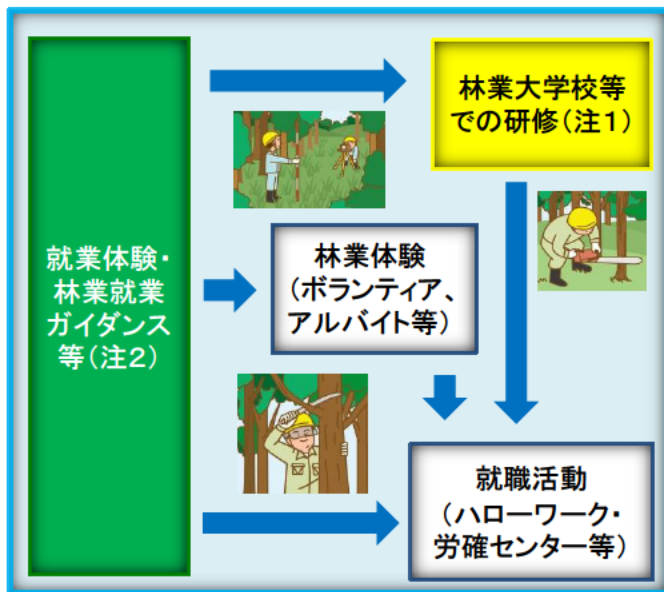 就業体験・
林業就業
ガイダンス
等(注2)
林業大学校等
での研修(注1)
林業体験
(ボランティア、
アルバイト等)
就職活動
(ハローワーク・
労確センター等)